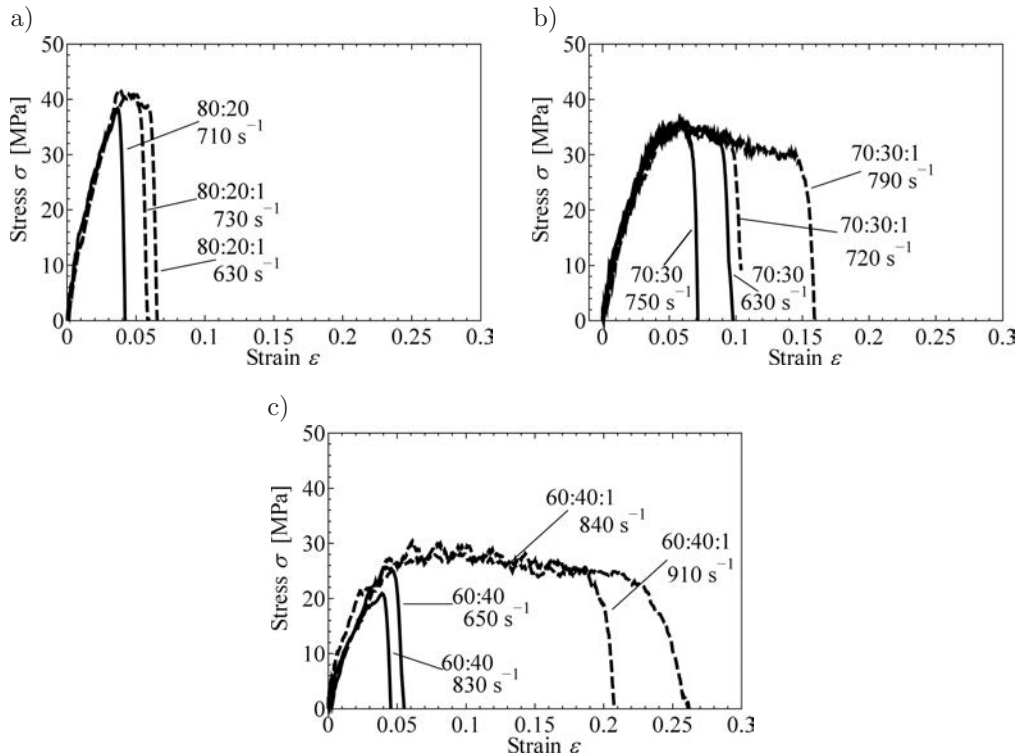 a)
Stress σ [MPa]
50
40
30
20
10
0
80:20
710 s⁻¹
80:20:1
730 s⁻¹
80:20:1
630 s⁻¹
0 0.05 0.1 0.15 0.2 0.25 0.3
Strain ε
b)
Stress σ [MPa]
50
40
30
20
10
0
70:30:1
790 s⁻¹
70:30:1
720 s⁻¹
70:30
750 s⁻¹
70:30
630 s⁻¹
0 0.05 0.1 0.15 0.2 0.25 0.3
Strain ε
c)
Stress σ [MPa]
50
40
30
20
10
0
60:40:1
840 s⁻¹
60:40:1
910 s⁻¹
60:40
650 s⁻¹
60:40
830 s⁻¹
0 0.05 0.1 0.15 0.2 0.25 0.3
Strain ε